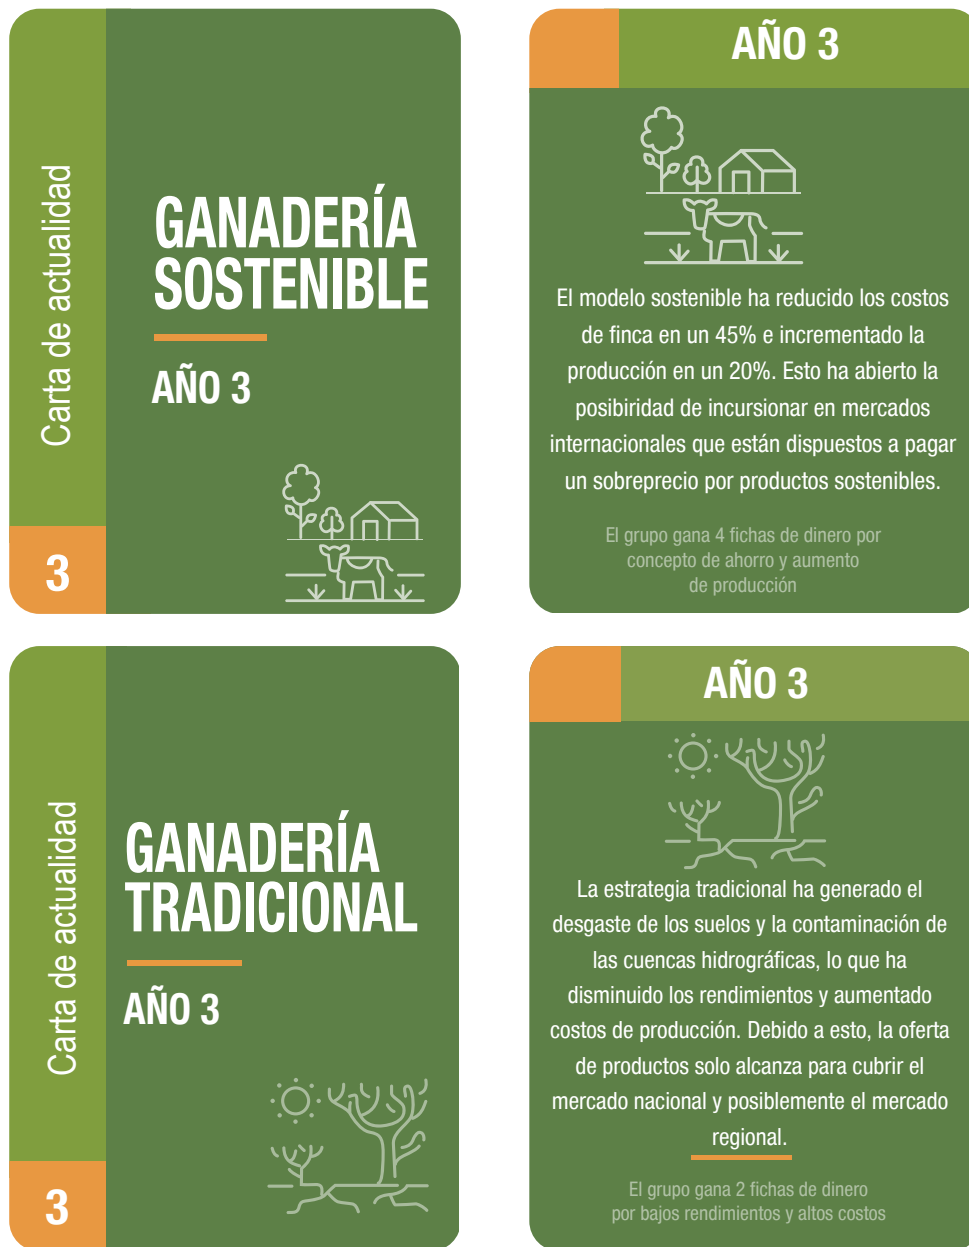 Carta de actualidad
GANADERÍA
SOSTENIBLE
AÑO 3
3
AÑO 3
El modelo sostenible ha reducido los costos
de finca en un 45% e incrementado la
producción en un 20%. Esto ha abierto la
posibiridad de incursionar en mercados
internacionales que están dispuestos a pagar
un sobreprecio por productos sostenibles.
El grupo gana 4 fichas de dinero por
concepto de ahorro y aumento
de producción
Carta de actualidad
GANADERÍA
TRADICIONAL
AÑO 3
3
AÑO 3
La estrategia tradicional ha generado el
desgaste de los suelos y la contaminación de
las cuencas hidrográficas, lo que ha
disminuido los rendimientos y aumentado
costos de producción. Debido a esto, la oferta
de productos solo alcanza para cubrir el
mercado nacional y posiblemente el mercado
regional.
El grupo gana 2 fichas de dinero
por bajos rendimientos y altos costos